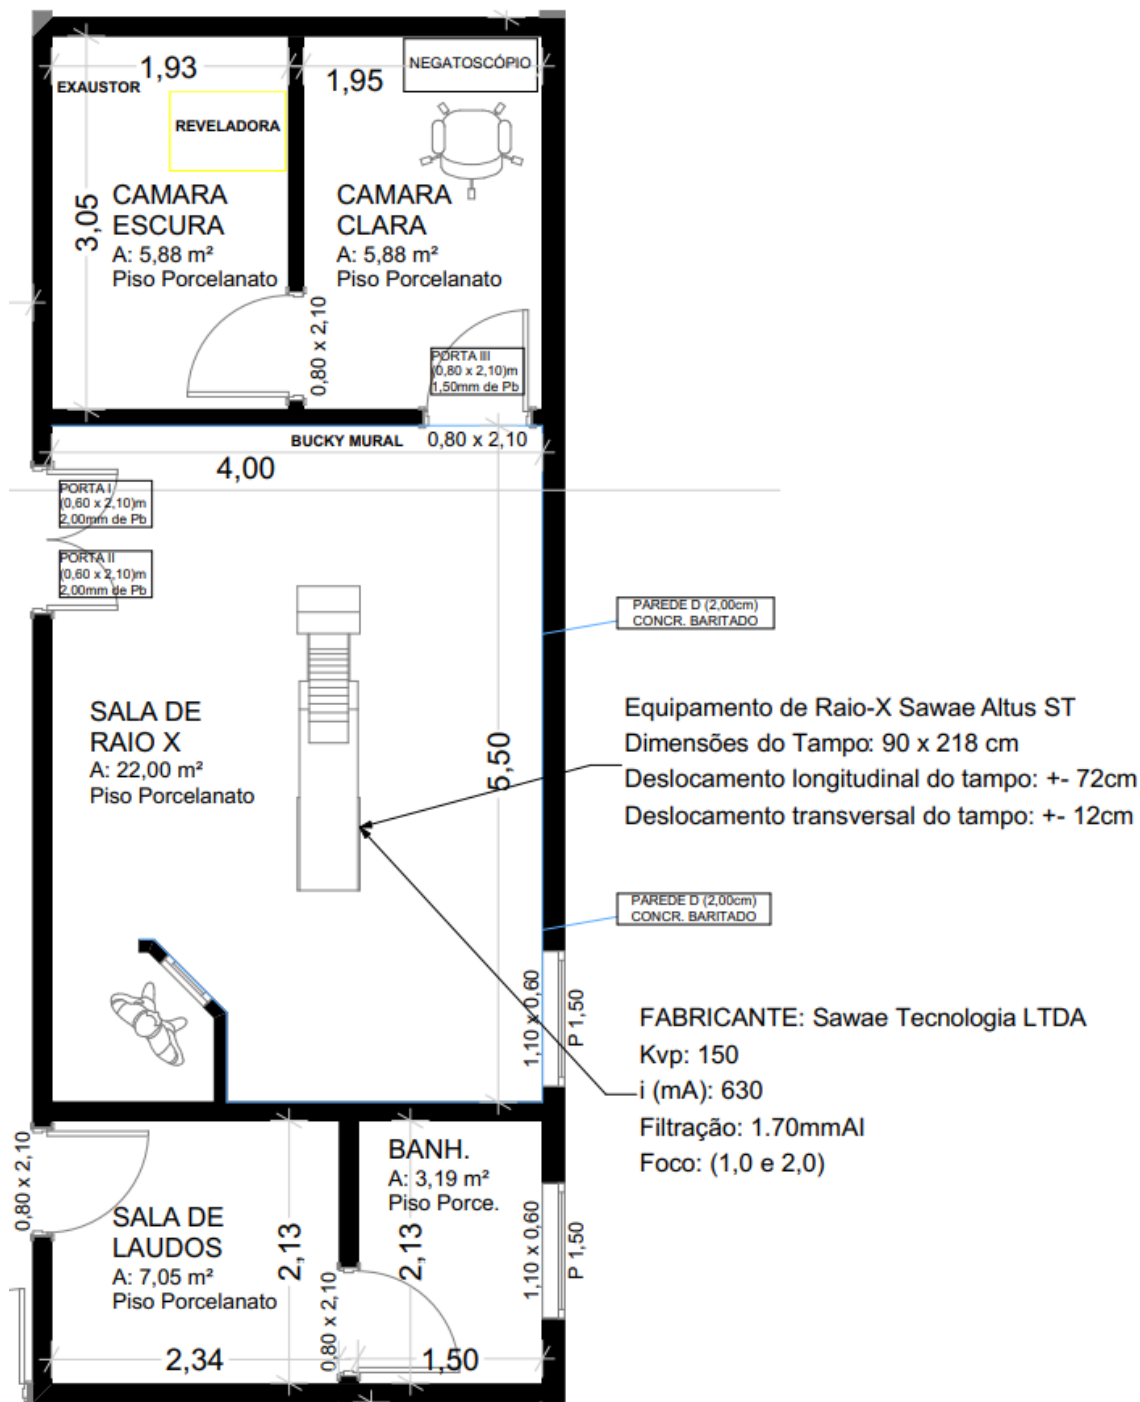 1,93
EXAUSTOR
REVELADORA
3,05
CAMARA
ESCURA
A: 5,88 m²
Piso Porcelanato
0,80 x 2,10
1,95
NEGATOSCÓPIO
CAMARA
CLARA
A: 5,88 m²
Piso Porcelanato
PORTA III
(0,80 x 2,10)m
1,50mm de Pb
BUCKY MURAL
0,80 x 2,10
4,00
PORTA I
(0,60 x 2,10)m
2,00mm de Pb
PORTA II
(0,60 x 2,10)m
2,00mm de Pb
PAREDE D (2,00cm)
CONCR. BARITADO
SALA DE
RAIO X
A: 22,00 m²
Piso Porcelanato
5,50
Equipamento de Raio-X Sawae Altus ST
Dimensões do Tampo: 90 x 218 cm
Deslocamento longitudinal do tampo: +- 72cm
Deslocamento transversal do tampo: +- 12cm
PAREDE D (2,00cm)
CONCR. BARITADO
1,10 x 0,60
P 1,50
FABRICANTE: Sawae Tecnologia LTDA
Kvp: 150
i (mA): 630
Filtração: 1.70mmAl
Foco: (1,0 e 2,0)
0,80 x 2,10
SALA DE
LAUDOS
A: 7,05 m²
Piso Porcelanato
2,13
2,34
0,80 x 2,10
BANH.
A: 3,19 m²
Piso Porce.
2,13
1,50
1,10 x 0,60
P 1,50